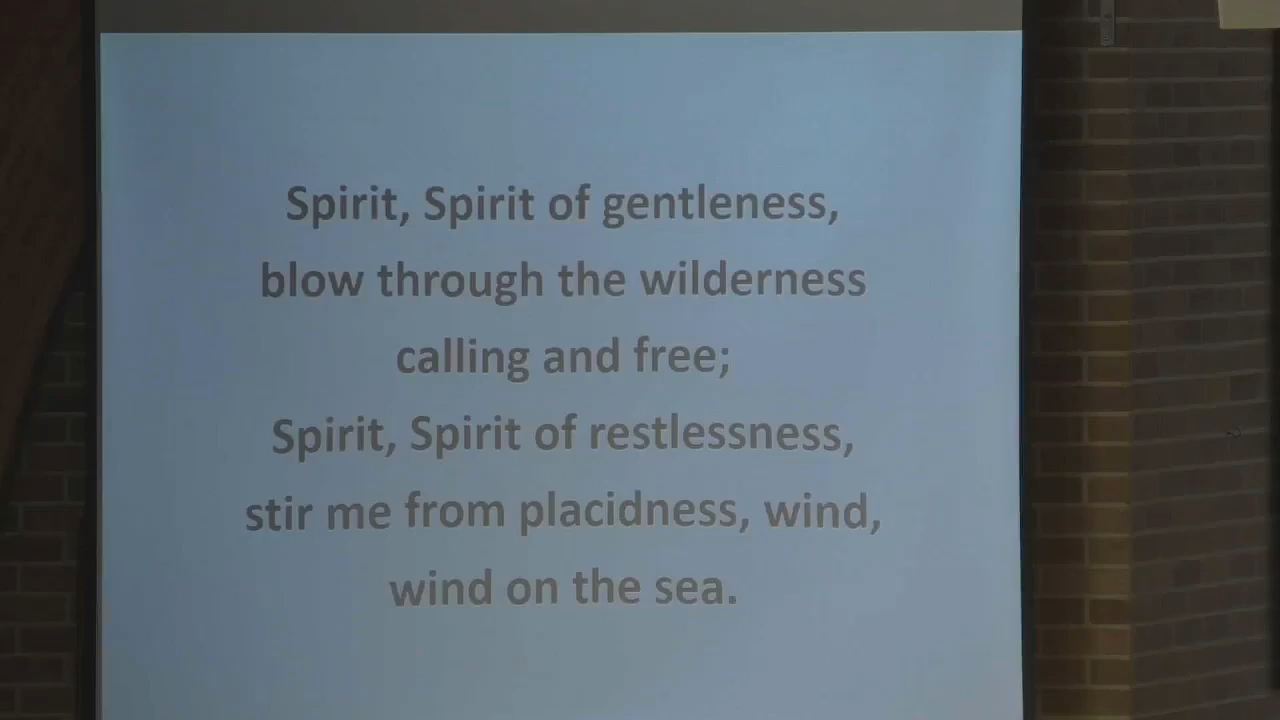 Spirit, Spirit of gentleness,
blow through the wilderness
calling and free;
Spirit, Spirit of restlessness,
stir me from placidness, wind,
wind on the sea.